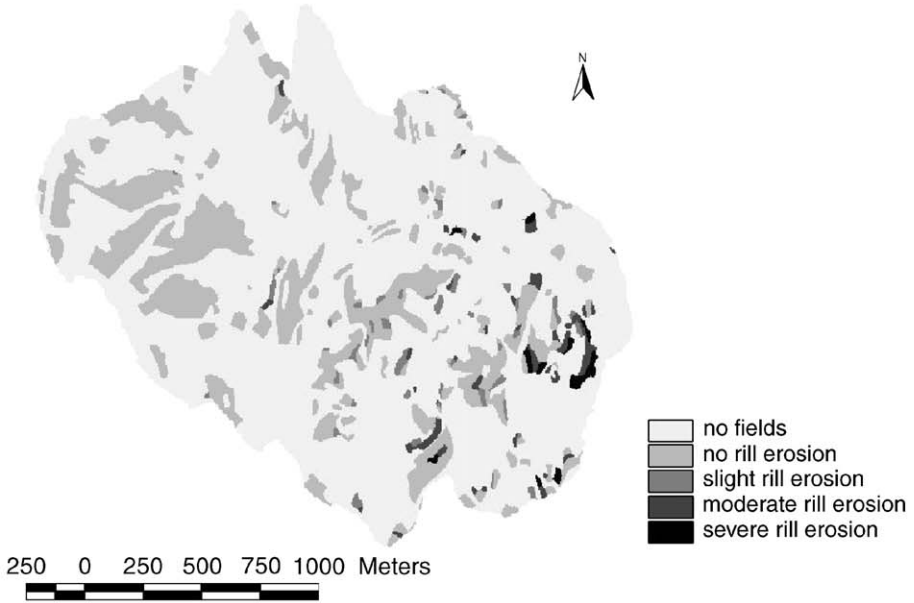 N
no fields
no rill erosion
slight rill erosion
moderate rill erosion
severe rill erosion
250 0 250 500 750 1000 Meters